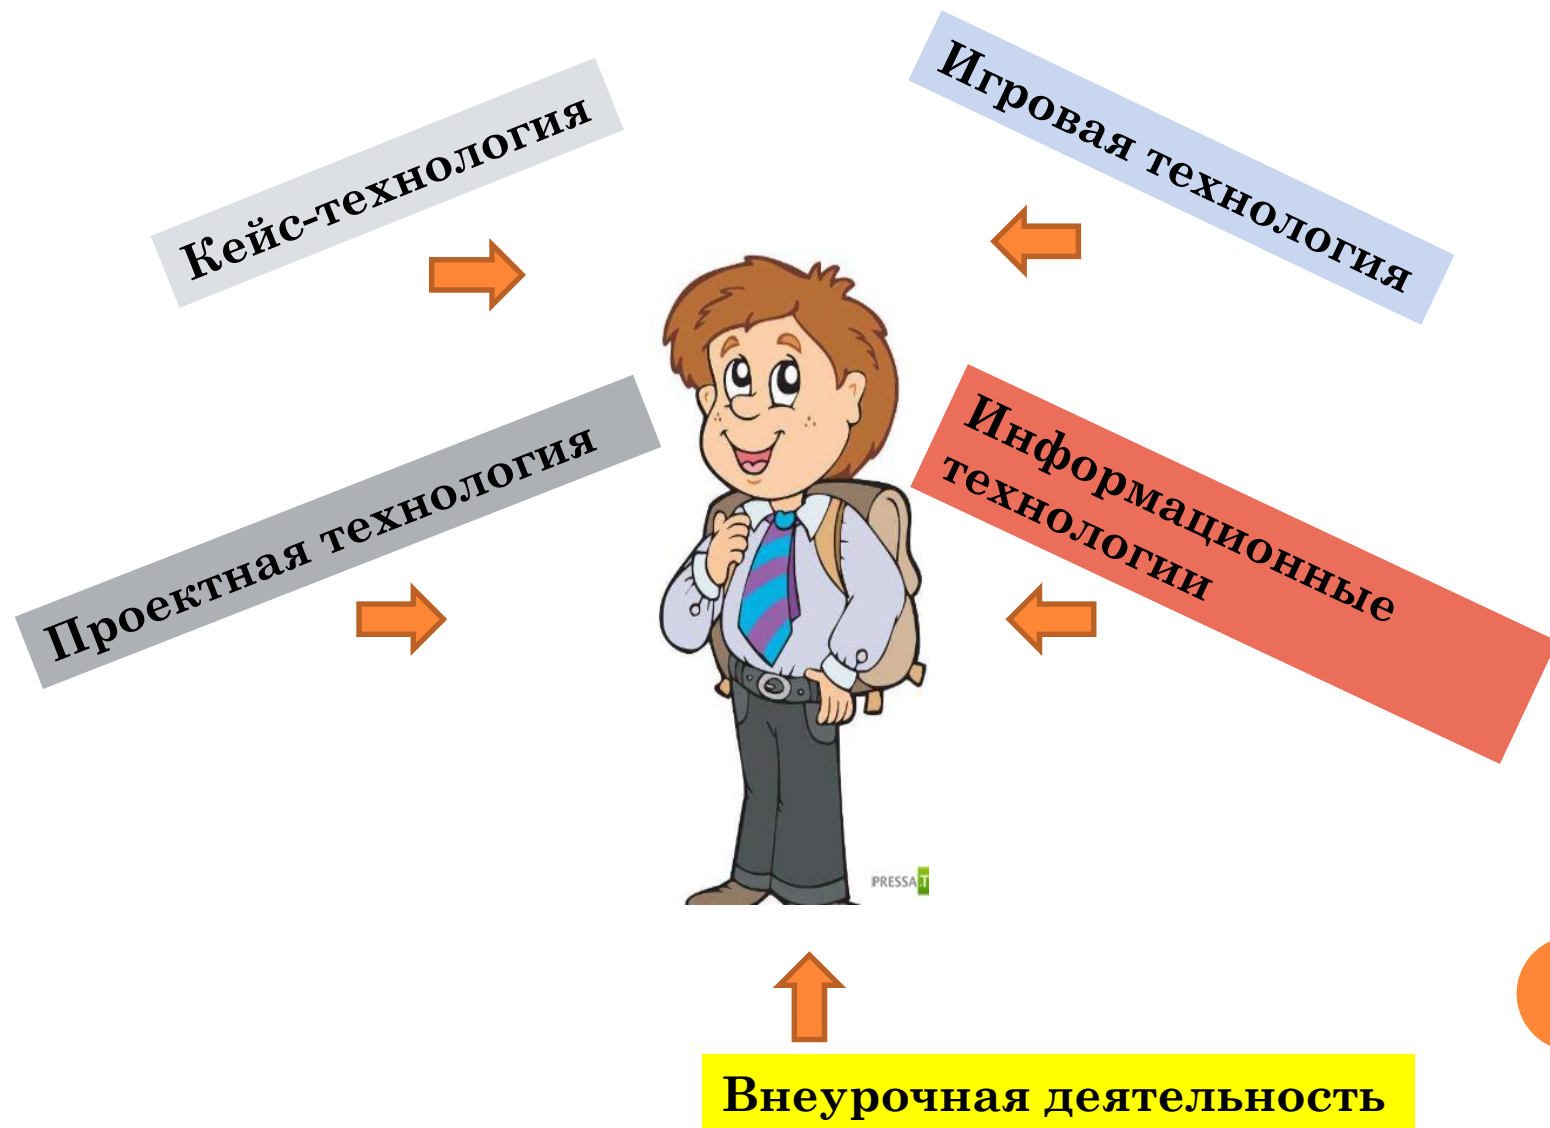 Кейс-технология
Игровая технология
Проектная технология
Информационные
технологии
PRESSA.T
Внеурочная деятельность